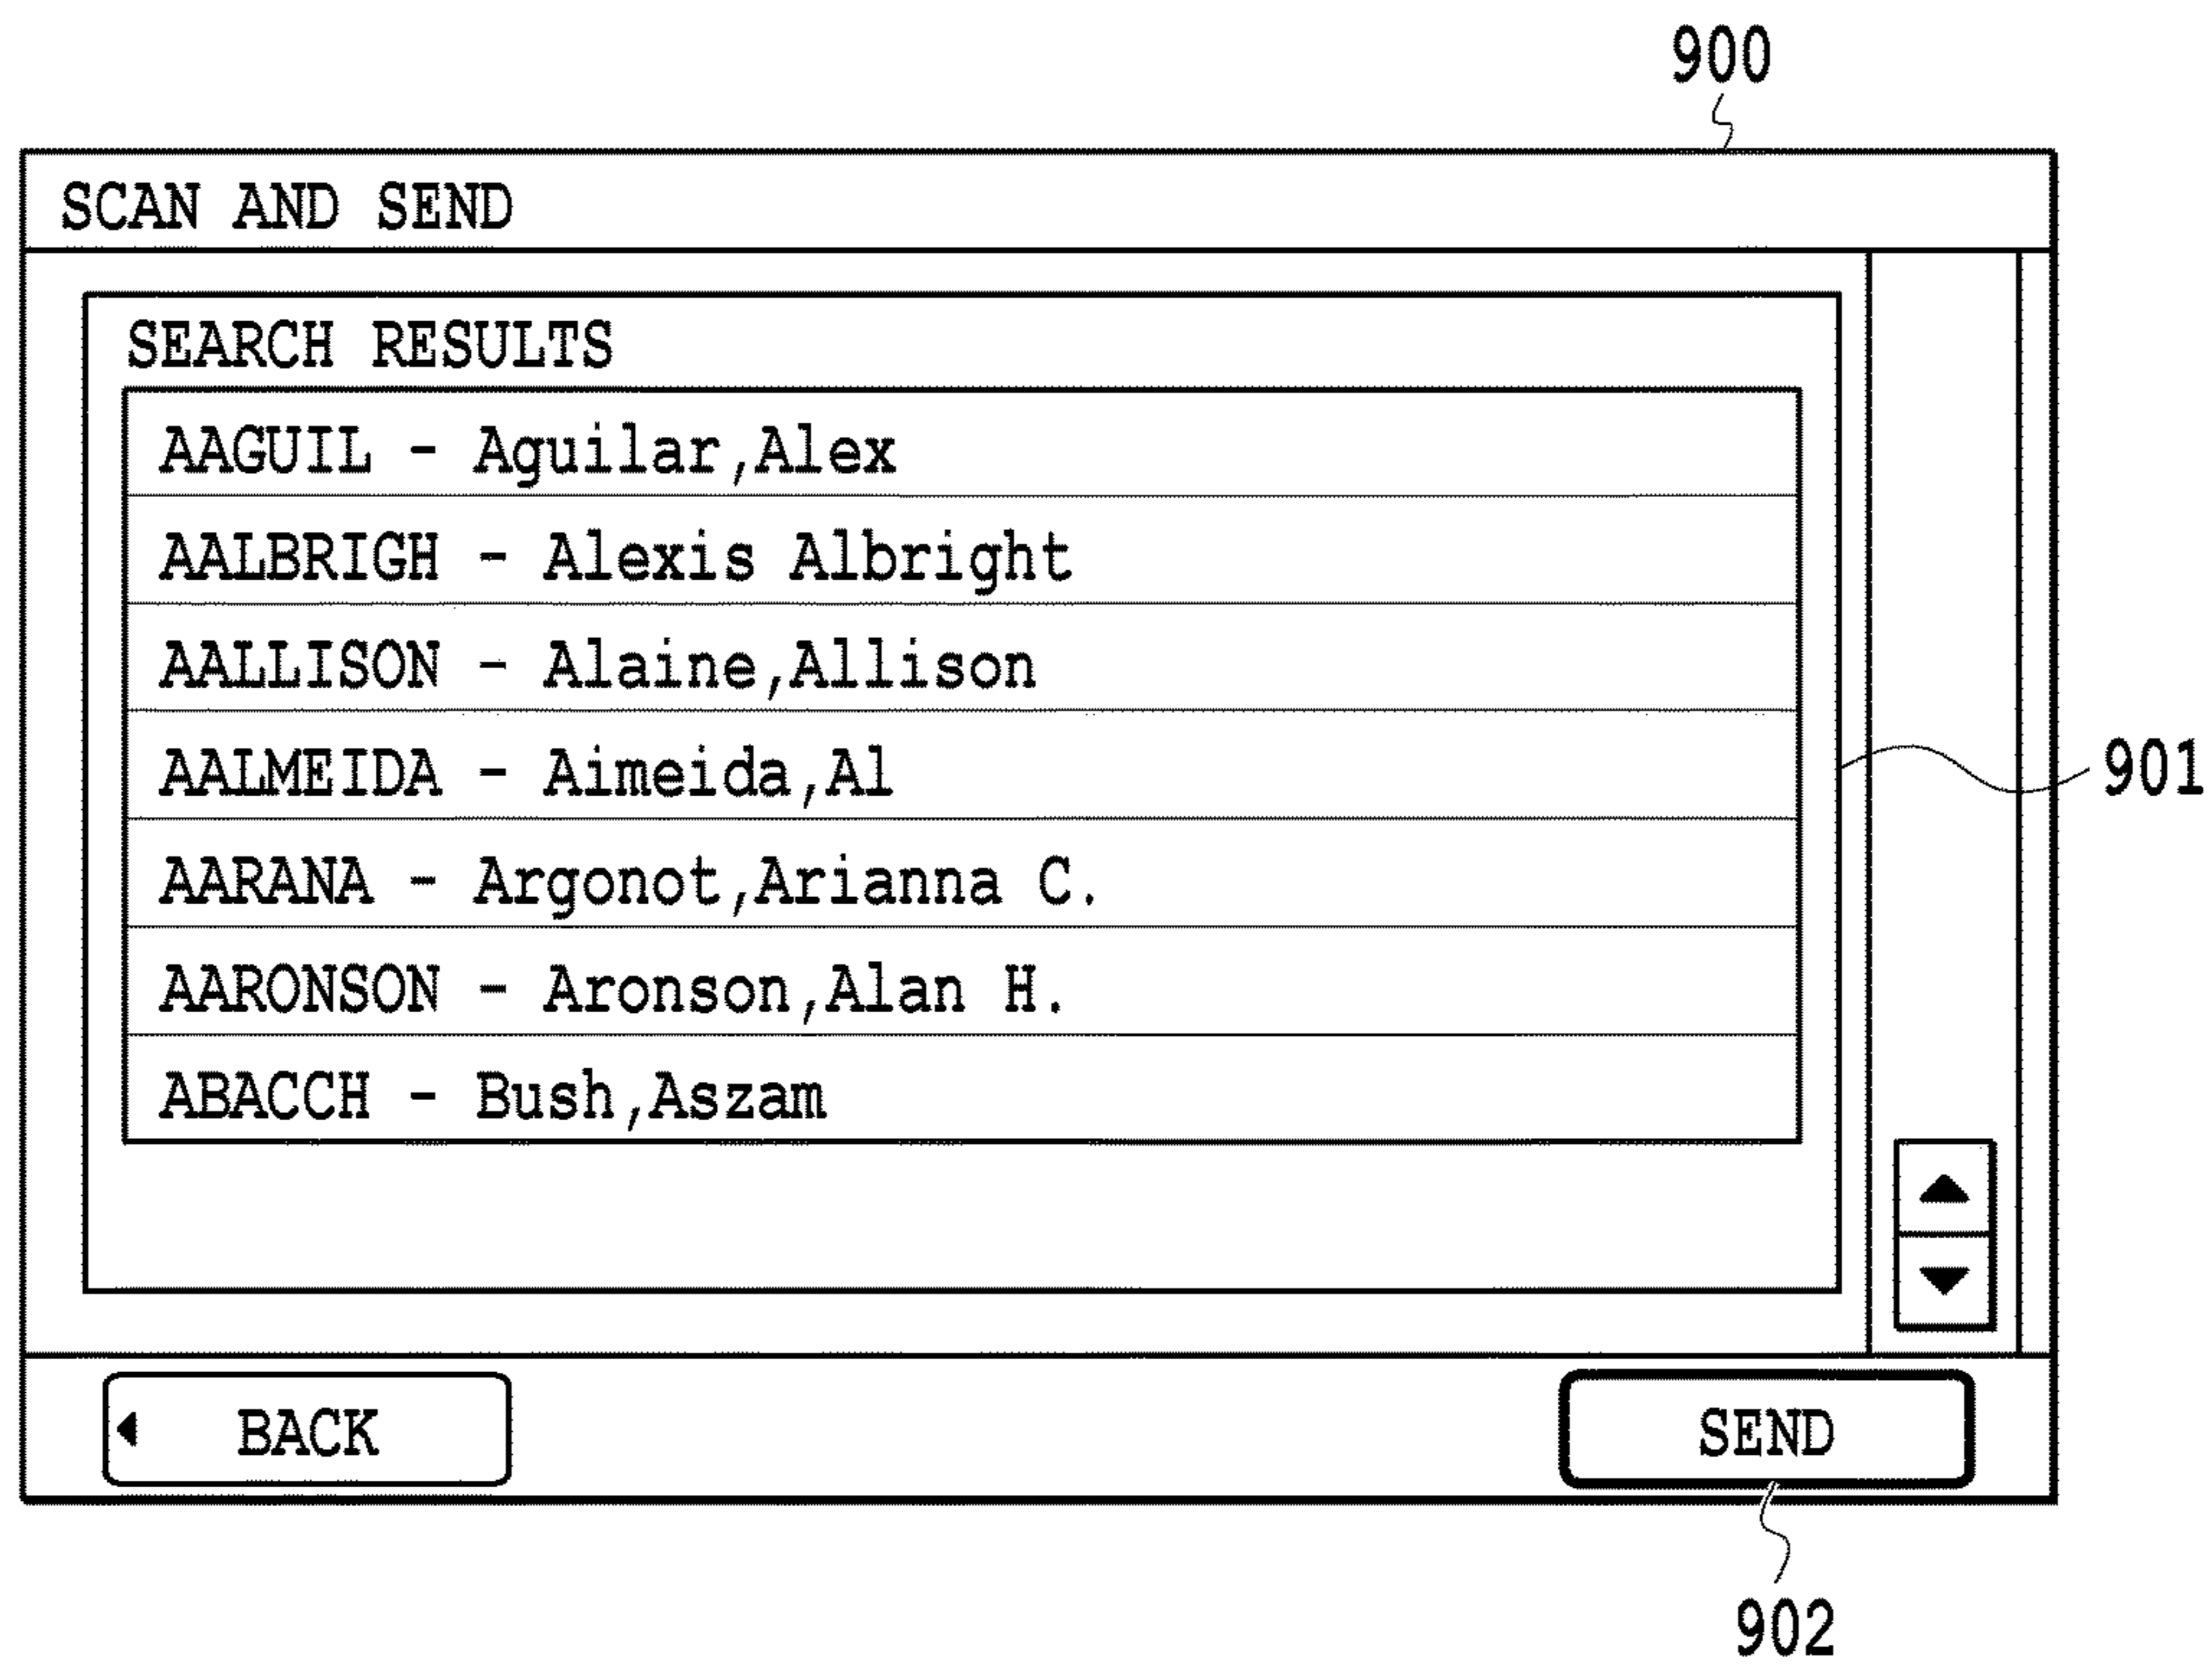 900
SCAN AND SEND
SEARCH RESULTS
AAGUIL - Aguilar,Alex
AALBRIGH - Alexis Albright
AALLISON - Alaine,Allison
AALMEIDA - Aimeida,Al
901
AARANA - Argonot,Arianna C.
AARONSON - Aronson,Alan H.
ABACCH - Bush,Aszam
BACK
SEND
902